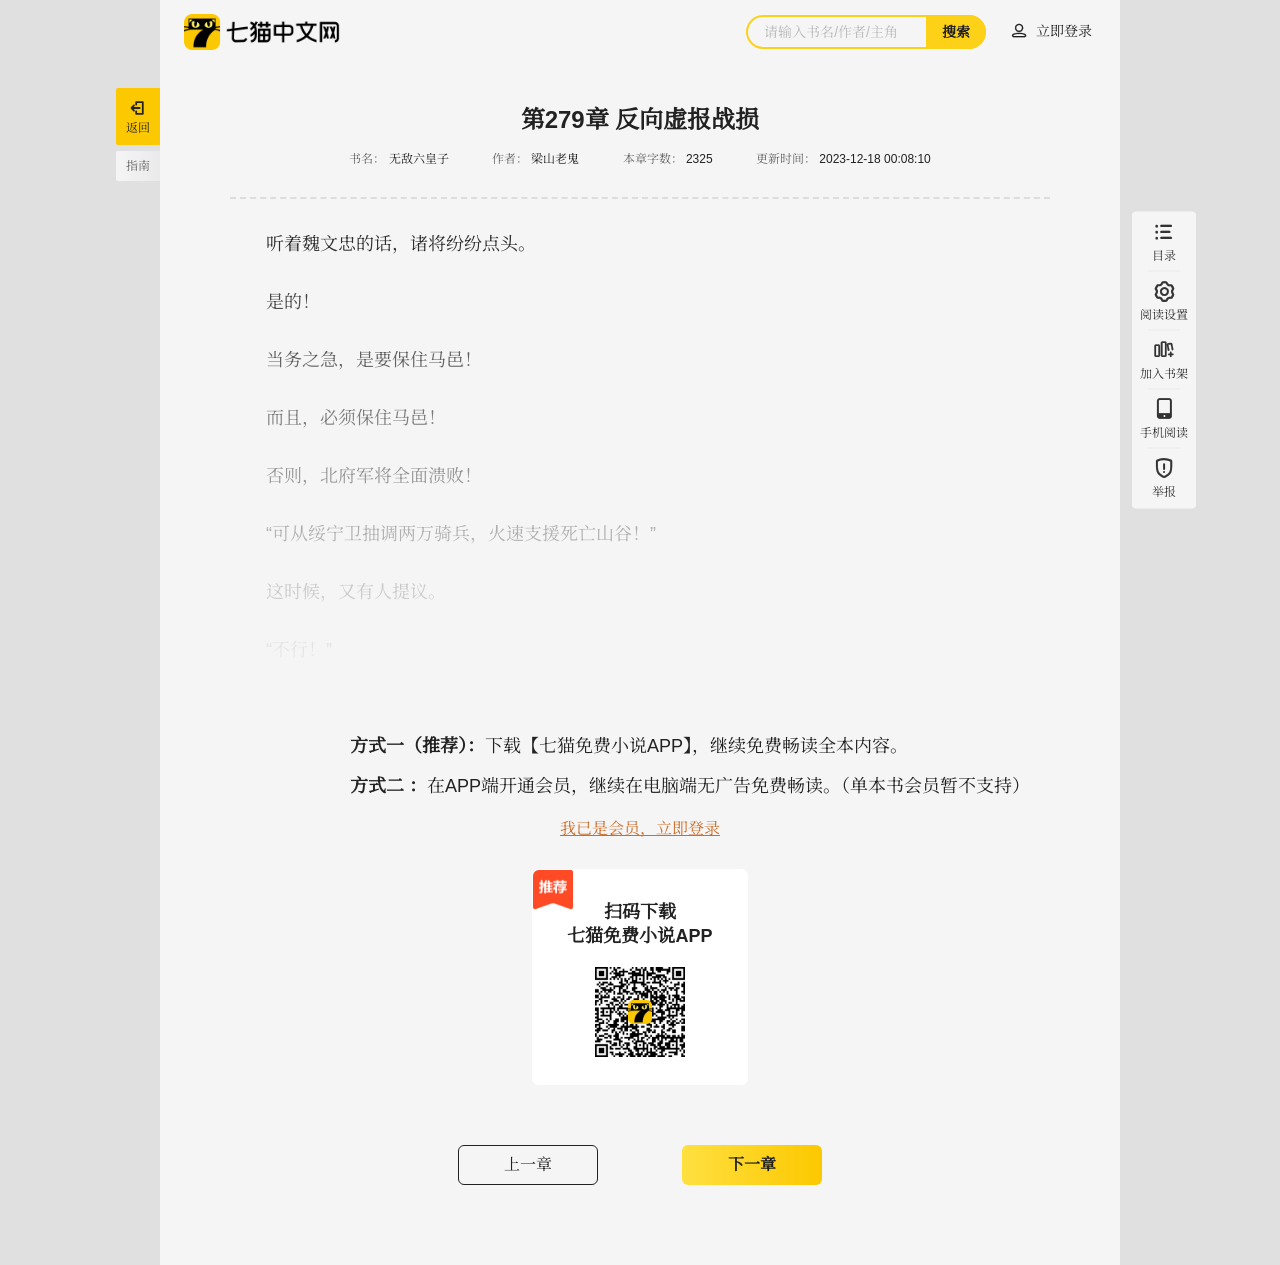 七猫中文网
请输入书名/作者/主角
搜索
立即登录
返回
指南
第279章 反向虚报战损
书名： 无敌六皇子 作者： 梁山老鬼 本章字数： 2325 更新时间： 2023-12-18 00:08:10
听着魏文忠的话，诸将纷纷点头。
是的！
当务之急，是要保住马邑！
而且，必须保住马邑！
否则，北府军将全面溃败！
“可从绥宁卫抽调两万骑兵，火速支援死亡山谷！”
这时候，又有人提议。
“不行！”
目录
阅读设置
加入书架
手机阅读
举报
方式一（推荐）：下载【七猫免费小说APP】，继续免费畅读全本内容。
方式二 ：在APP端开通会员，继续在电脑端无广告免费畅读。（单本书会员暂不支持）
我已是会员，立即登录
推荐
扫码下载
七猫免费小说APP
上一章
下一章